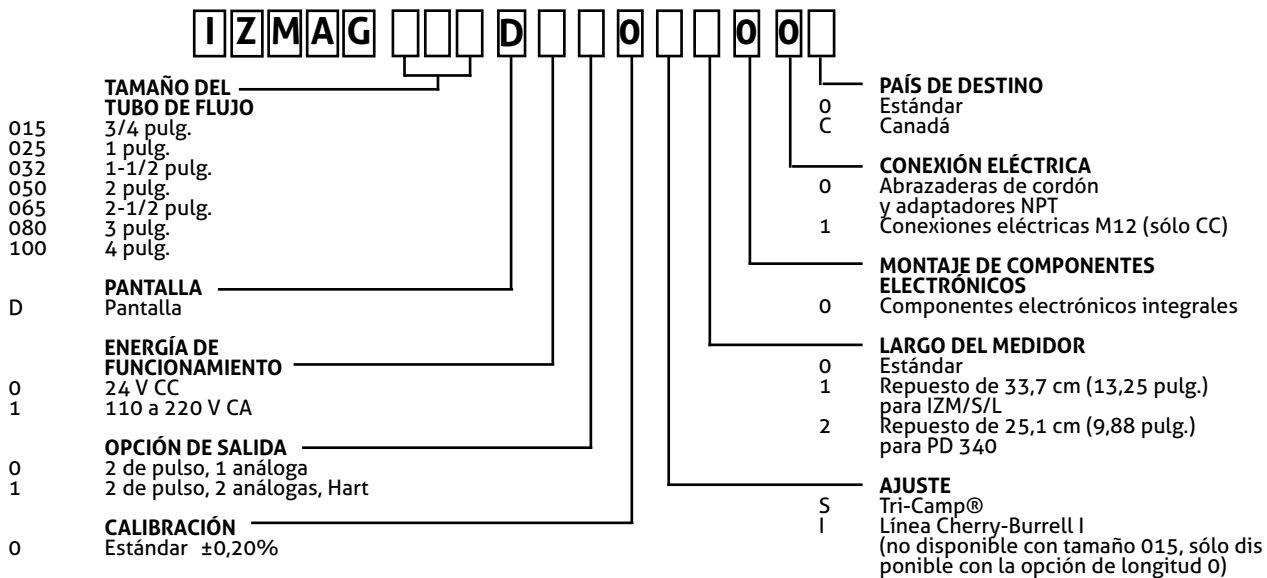 IZMAG D 0 0 0
TAMAÑO DEL
TUBO DE FLUJO
015 3/4 pulg.
025 1 pulg.
032 1-1/2 pulg.
050 2 pulg.
065 2-1/2 pulg.
080 3 pulg.
100 4 pulg.
PANTALLA
D Pantalla
ENERGÍA DE
FUNCIONAMIENTO
0 24 V CC
1 110 a 220 V CA
OPCIÓN DE SALIDA
0 2 de pulso, 1 análoga
1 2 de pulso, 2 análogas, Hart
CALIBRACIÓN
0 Estándar ±0,20%
PAÍS DE DESTINO
0 Estándar
C Canadá
CONEXIÓN ELÉCTRICA
0 Abrazaderas de cordón
y adaptadores NPT
1 Conexiones eléctricas M12 (sólo CC)
MONTAJE DE COMPONENTES
ELECTRÓNICOS
0 Componentes electrónicos integrales
LARGO DEL MEDIDOR
0 Estándar
1 Repuesto de 33,7 cm (13,25 pulg.)
para IZM/S/L
2 Repuesto de 25,1 cm (9,88 pulg.)
para PD 340
AJUSTE
S Tri-Camp®
I Línea Cherry-Burrell I
(no disponible con tamaño 015, sólo dis
ponible con la opción de longitud 0)